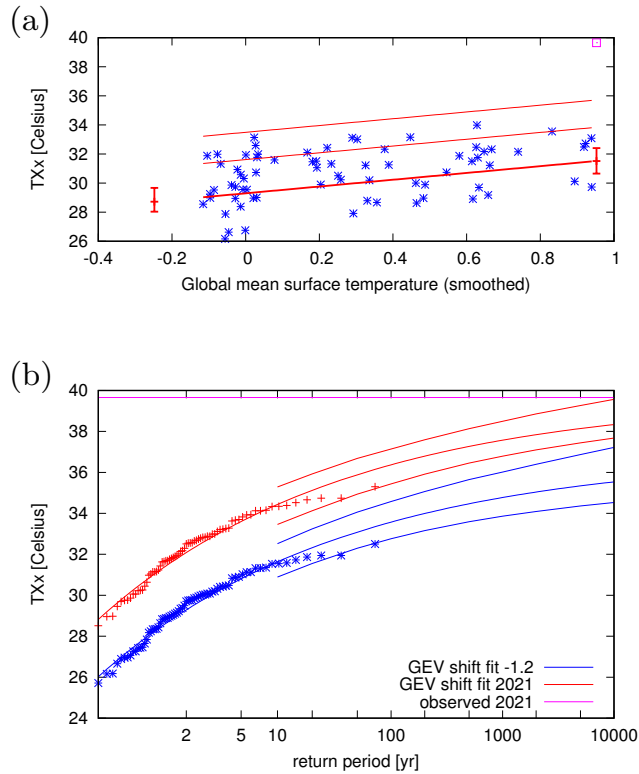 (a)
40
38
36
34
32
30
28
26
TXx [Celsius]
-0.4 -0.2 0 0.2 0.4 0.6 0.8 1
Global mean surface temperature (smoothed)
(b)
40
38
36
34
32
30
28
26
24
TXx [Celsius]
GEV shift fit -1.2
GEV shift fit 2021
observed 2021
2 5 10 100 1000 10000
return period [yr]